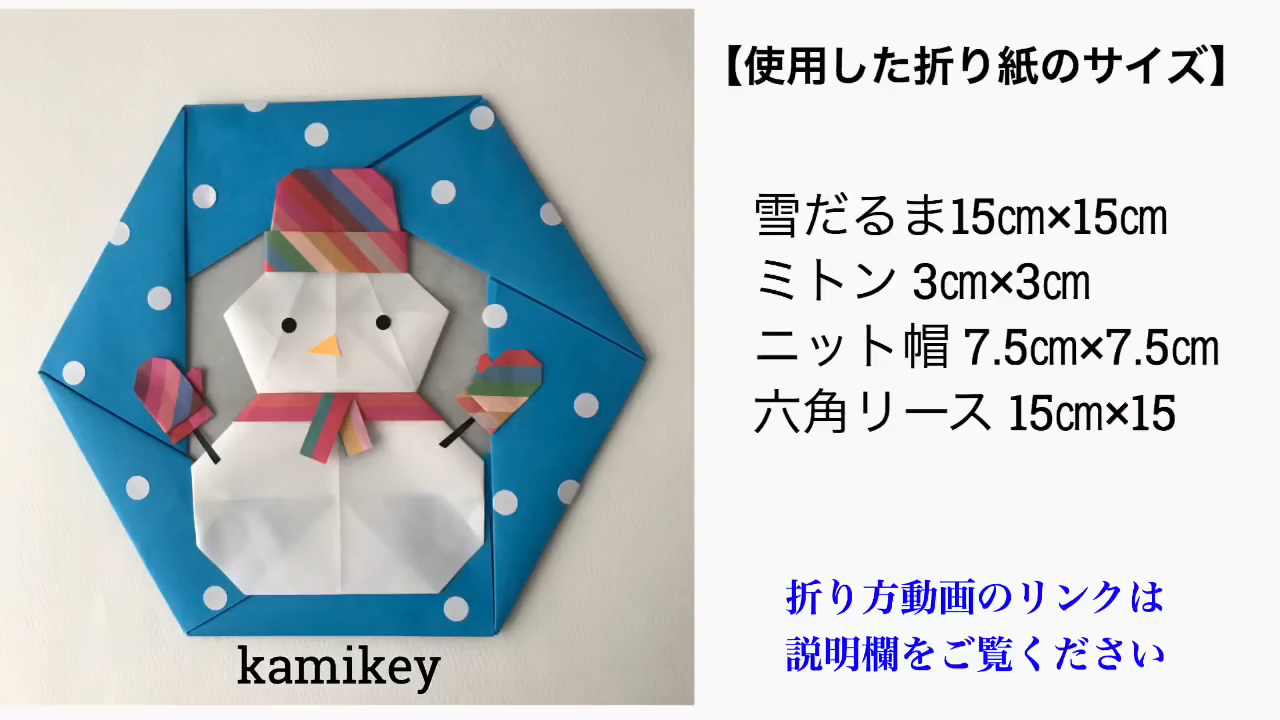 【使用した折り紙のサイズ】
雪だるま15㎝×15㎝
ミトン 3㎝×3㎝
ニット帽 7.5㎝×7.5㎝
六角リース 15㎝×15
折り方動画のリンクは
説明欄をご覧ください
kamikey